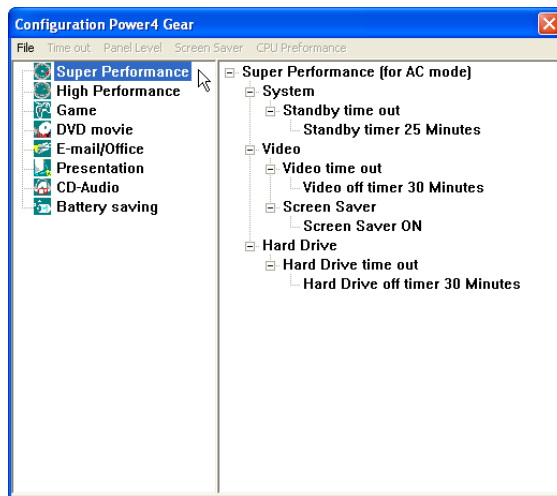 Configuration Power4 Gear
File Time out Panel Level Screen Saver CPU Preformance
Super Performance
High Performance
Game
DVD movie
E-mail/Office
Presentation
CD-Audio
Battery saving
Super Performance (for AC mode)
System
Standby time out
Standby timer 25 Minutes
Video
Video time out
Video off timer 30 Minutes
Screen Saver
Screen Saver ON
Hard Drive
Hard Drive time out
Hard Drive off timer 30 Minutes